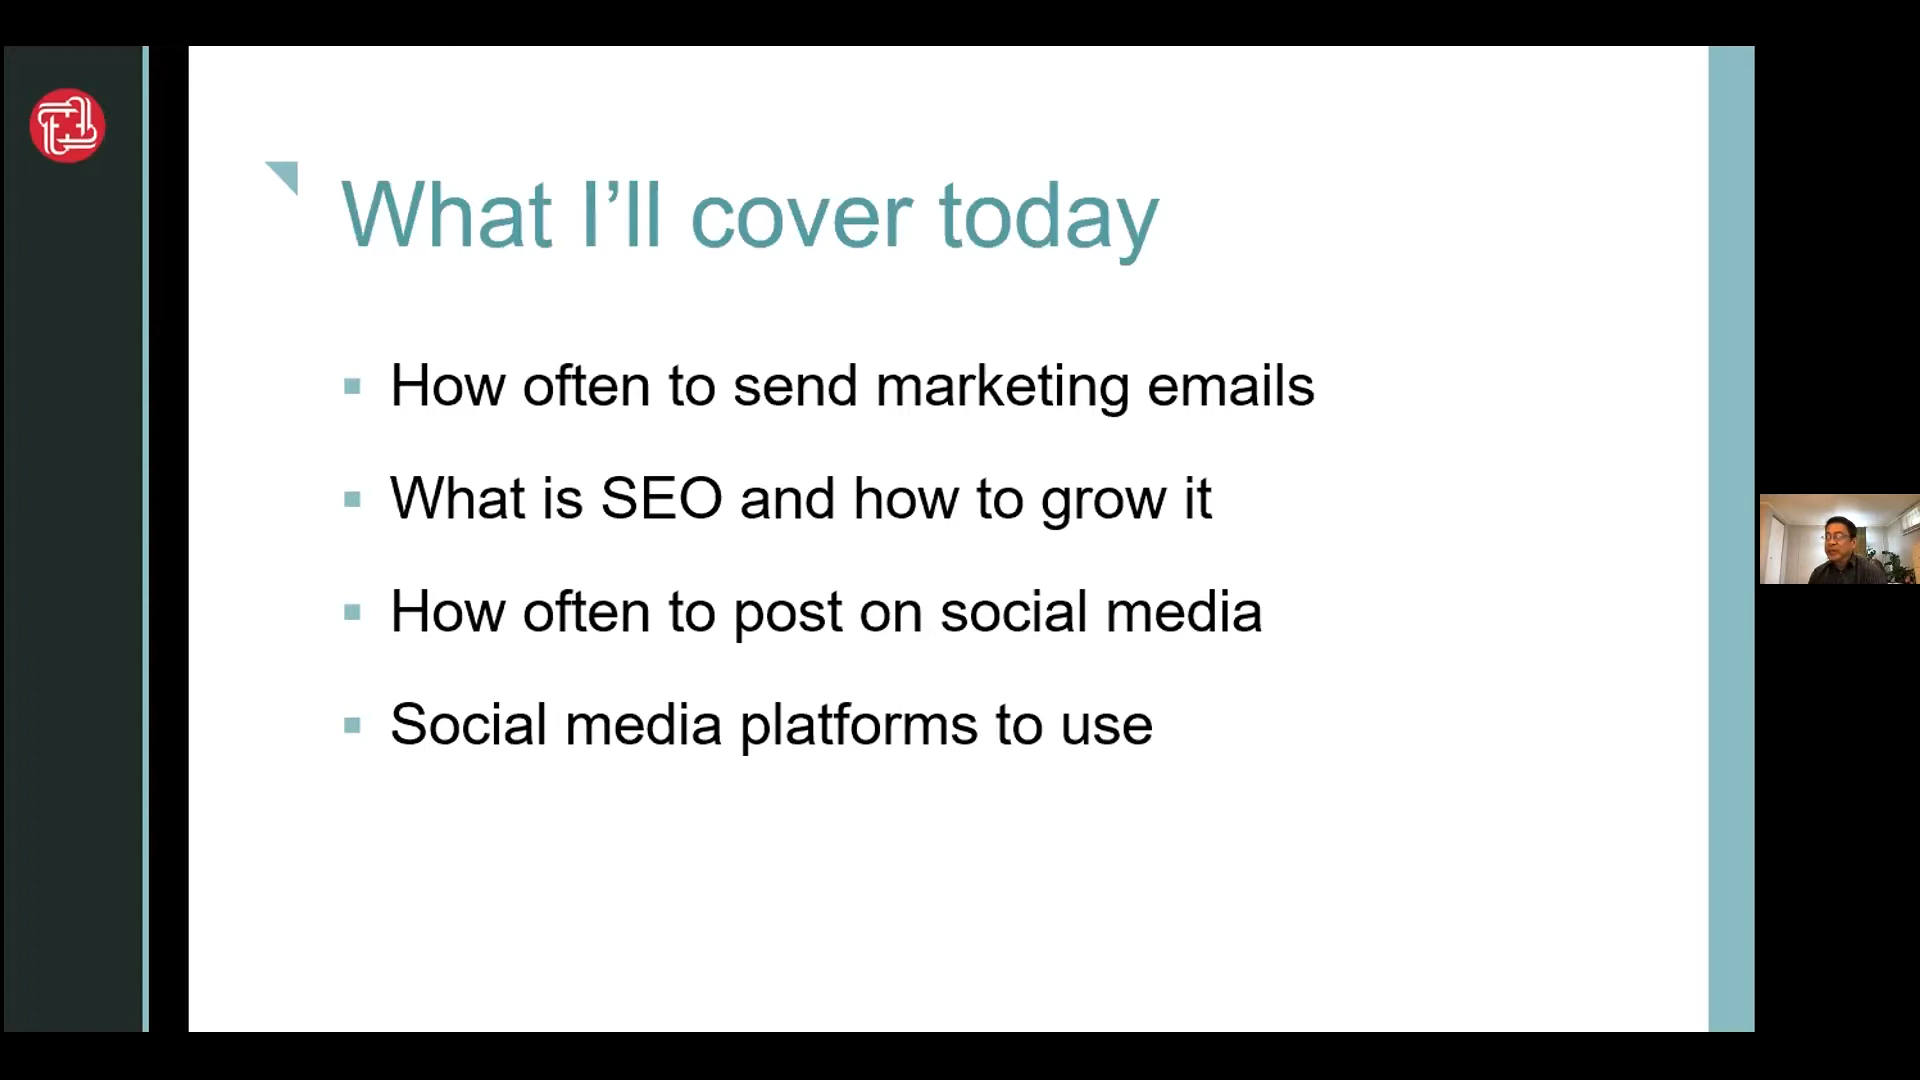 What I’ll cover today
How often to send marketing emails
What is SEO and how to grow it
How often to post on social media
Social media platforms to use